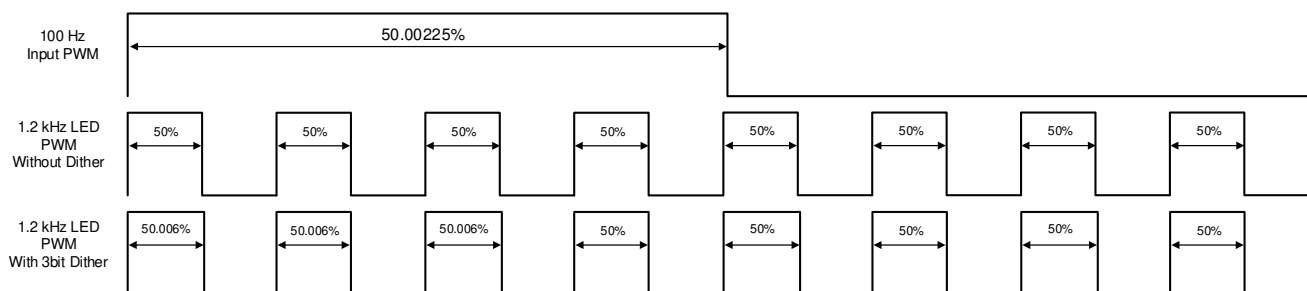 100 Hz
Input PWM
50.00225%
1.2 kHz LED
PWM
Without Dither
50% 50% 50% 50% 50% 50% 50% 50%
1.2 kHz LED
PWM
With 3bit Dither
50.006% 50.006% 50.006% 50% 50% 50% 50% 50%